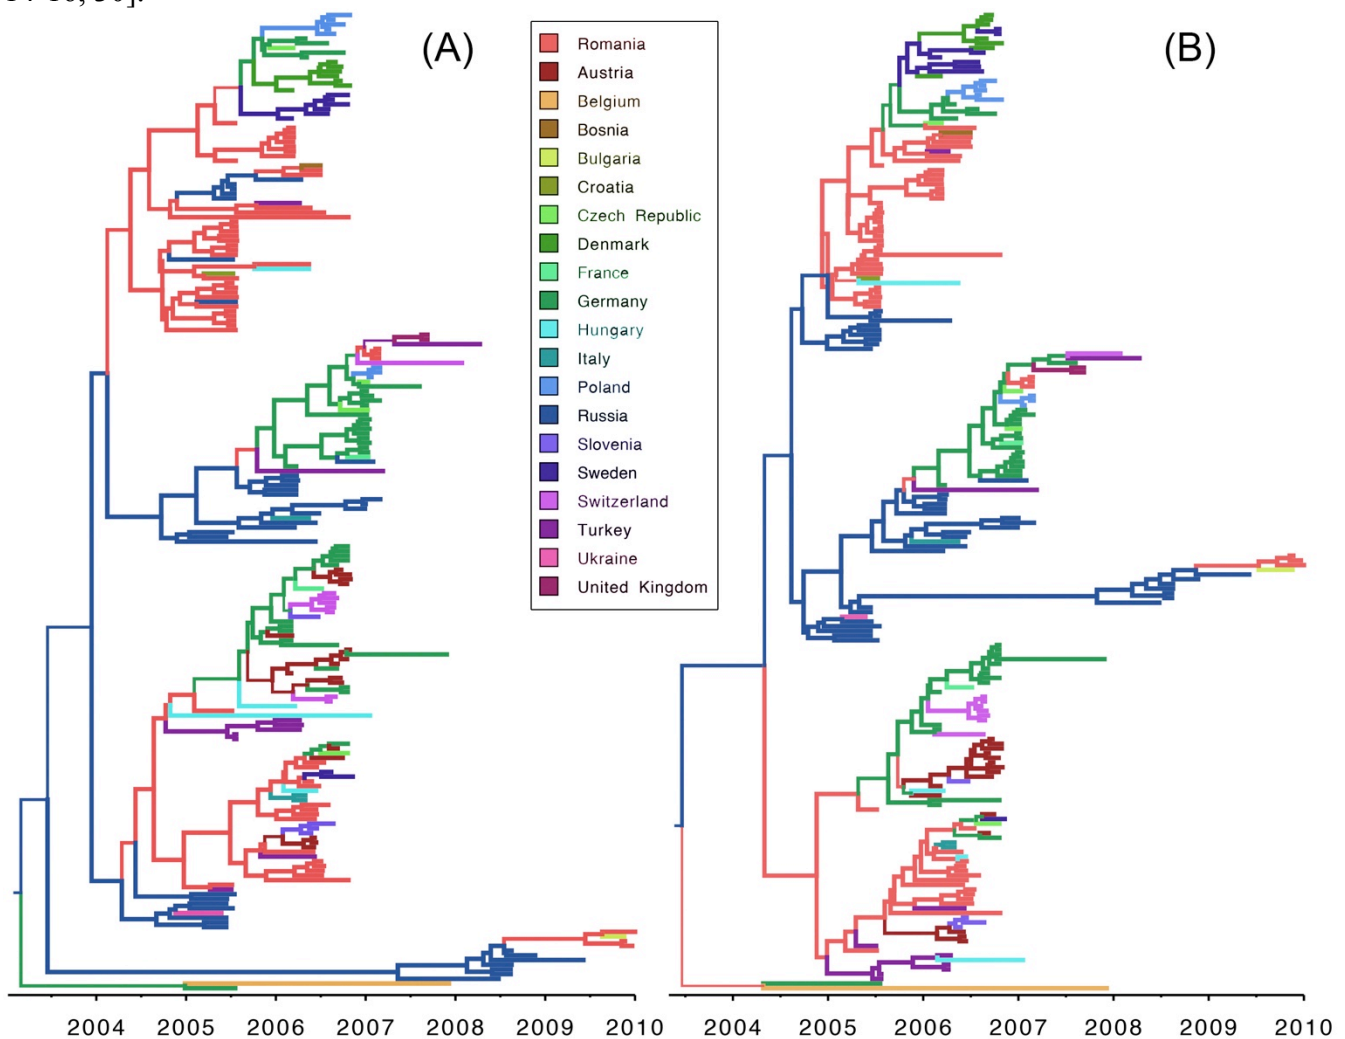 (A)
(B)
Romania
Austria
Belgium
Bosnia
Bulgaria
Croatia
Czech Republic
Denmark
France
Germany
Hungary
Italy
Poland
Russia
Slovenia
Sweden
Switzerland
Turkey
Ukraine
United Kingdom
2004 2005 2006 2007 2008 2009 2010
2004 2005 2006 2007 2008 2009 2010